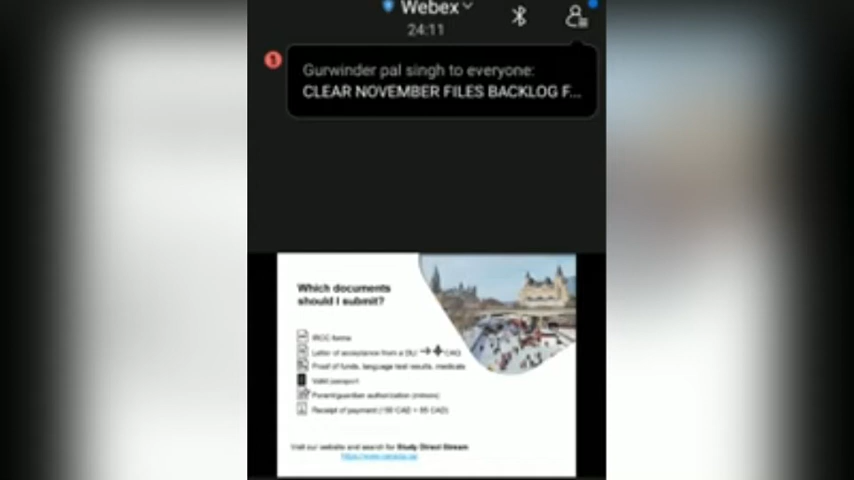 Webex
24:11
1
Gurwinder pal singh to everyone:
CLEAR NOVEMBER FILES BACKLOG F...
Which documents
should I submit?
IRCC forms
Letter of acceptance from a DLI CAQ
Proof of funds, language test results, medicals
Valid passport
Parent/guardian authorization (minors)
Receipt of payment (150 CAD + 85 CAD)
Visit our website and search for Study Direct Stream